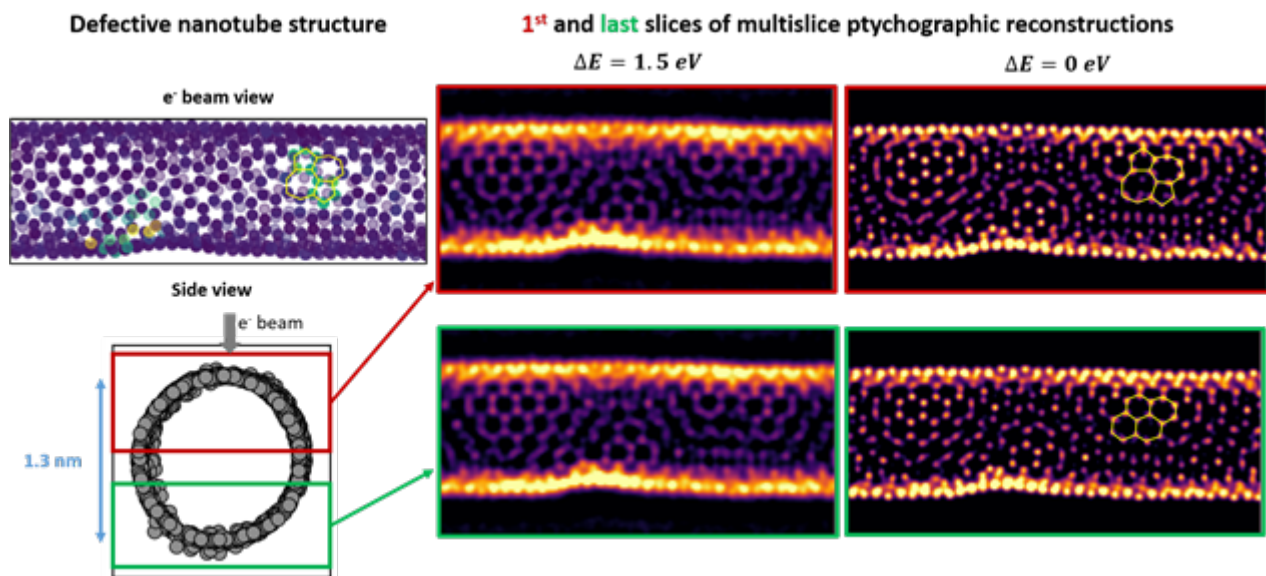 Defective nanotube structure
1st and last slices of multislice ptychographic reconstructions
ΔE = 1.5 eV
ΔE = 0 eV
e- beam view
Side view
e- beam
1.3 nm